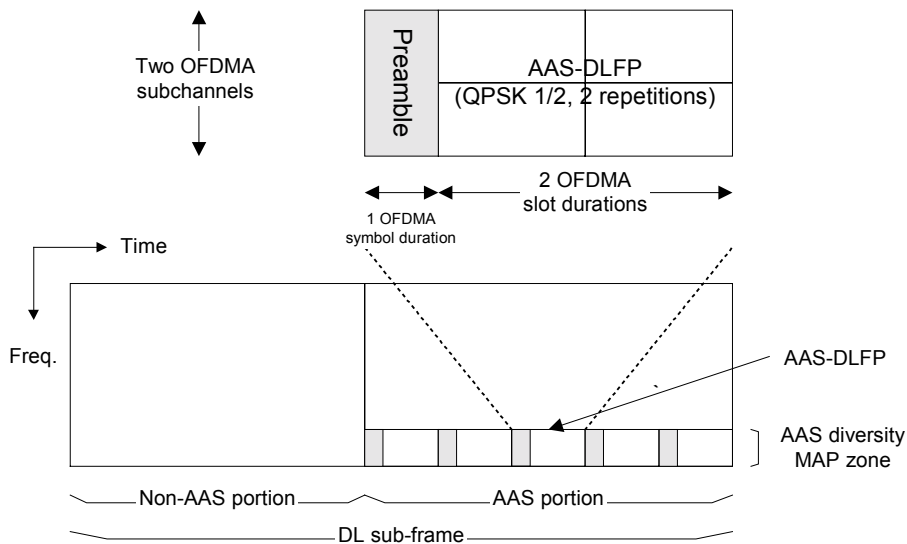 Two OFDMA
subchannels
Preamble
AAS-DLFP
(QPSK 1/2, 2 repetitions)
2 OFDMA
slot durations
1 OFDMA
symbol duration
Time
Freq.
AAS-DLFP
AAS diversity
MAP zone
Non-AAS portion
AAS portion
DL sub-frame